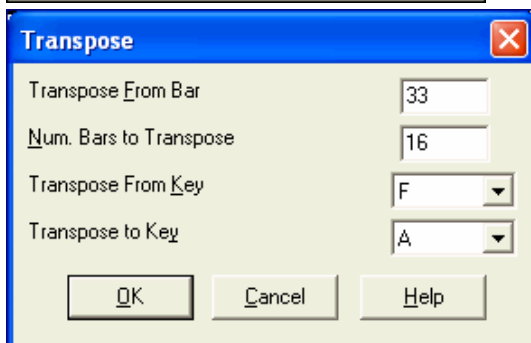 Transpose
Transpose From Bar 33
Num. Bars to Transpose 16
Transpose From Key F
Transpose to Key A
OK Cancel Help